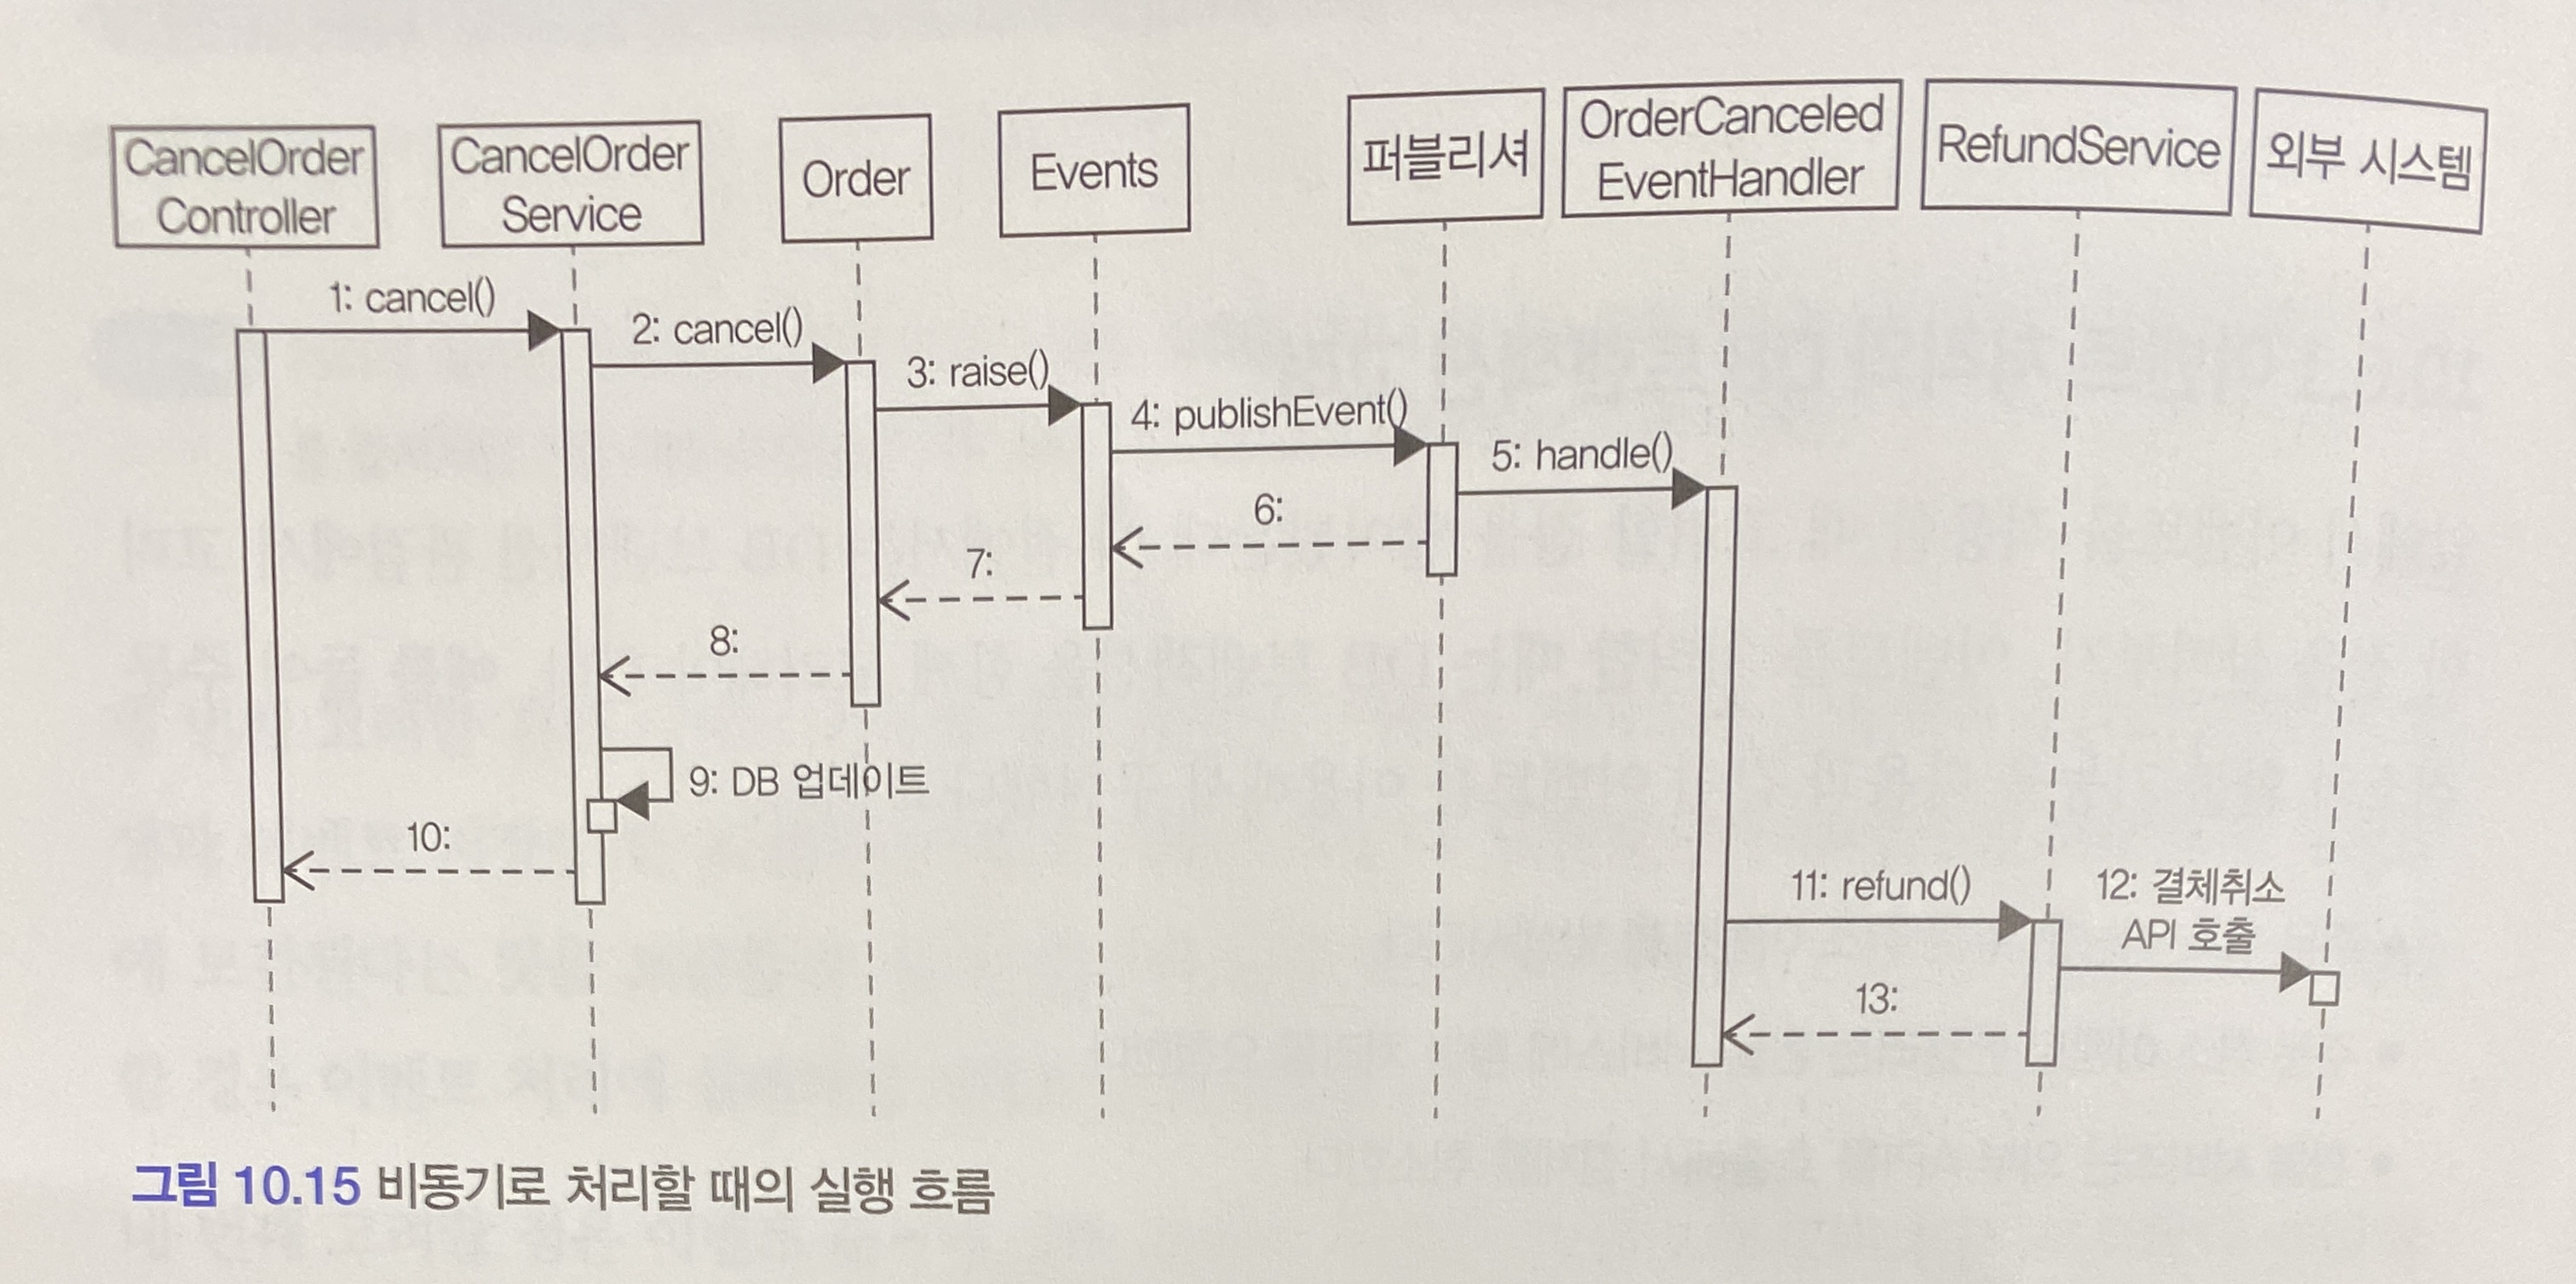 CancelOrder
Controller
CancelOrder
Service
Order
Events
퍼블리셔
OrderCanceled
EventHandler
RefundService
외부 시스템
1: cancel()
2: cancel()
3: raise()
4: publishEvent()
5: handle()
6:
7:
8:
9: DB 업데이트
10:
11: refund()
12: 결체취소
API 호출
13:
그림 10.15 비동기로 처리할 때의 실행 흐름